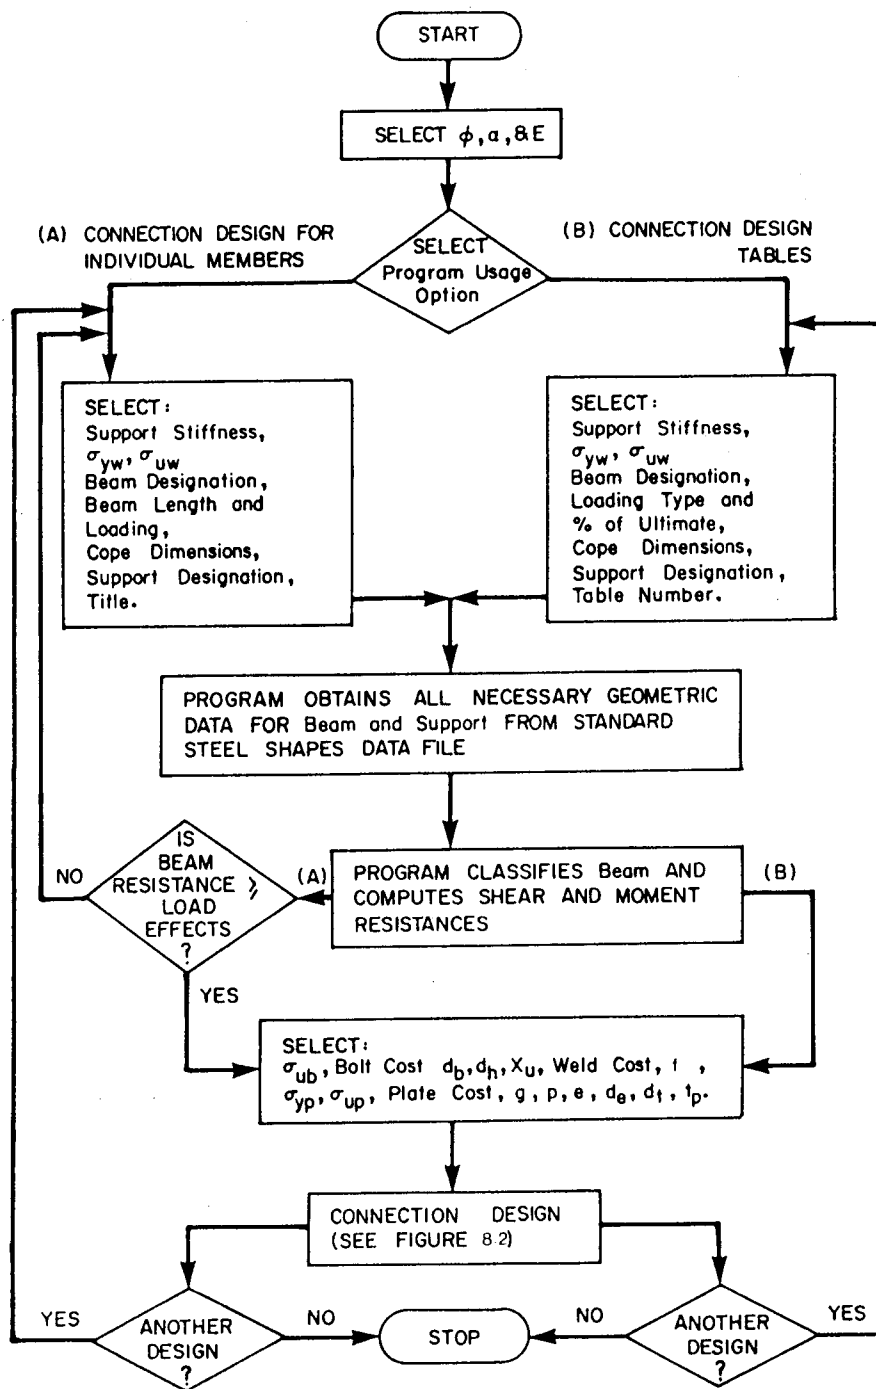 START
SELECT ϕ, α, & E
(A) CONNECTION DESIGN FOR
INDIVIDUAL MEMBERS
SELECT
Program Usage
Option
(B) CONNECTION DESIGN
TABLES
SELECT:
Support Stiffness,
σyw, σuw
Beam Designation,
Beam Length and
Loading,
Cope Dimensions,
Support Designation,
Title.
SELECT:
Support Stiffness,
σyw, σuw
Beam Designation,
Loading Type and
% of Ultimate,
Cope Dimensions,
Support Designation,
Table Number.
PROGRAM OBTAINS ALL NECESSARY GEOMETRIC
DATA FOR Beam and Support FROM STANDARD
STEEL SHAPES DATA FILE
IS
BEAM
RESISTANCE ≥
LOAD
EFFECTS
?
NO
(A)
YES
PROGRAM CLASSIFIES Beam AND
COMPUTES SHEAR AND MOMENT
RESISTANCES
(B)
SELECT:
σub, Bolt Cost db, dh, Xu, Weld Cost, f ,
σyp, σup, Plate Cost, g, p, e, de, dt, tp.
CONNECTION DESIGN
(SEE FIGURE 8.2)
YES
ANOTHER
DESIGN
?
NO
STOP
NO
ANOTHER
DESIGN
?
YES